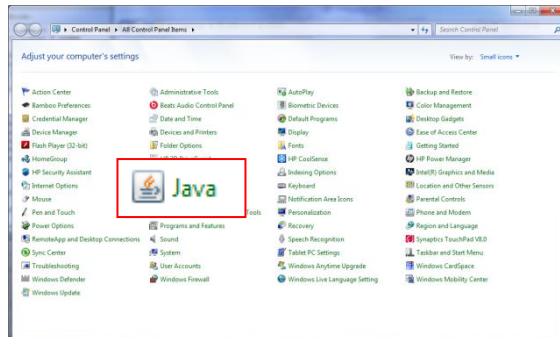 Control Panel ▸ All Control Panel Items ▸
Search Control Panel
Adjust your computer's settings
View by: Small icons
Action Center
Administrative Tools
AutoPlay
Backup and Restore
Bamboo Preferences
Beats Audio Control Panel
Biometric Devices
Color Management
Credential Manager
Date and Time
Default Programs
Desktop Gadgets
Device Manager
Devices and Printers
Display
Ease of Access Center
Flash Player (32-bit)
Folder Options
Fonts
Getting Started
HomeGroup
HP CoolSense
HP Power Manager
HP Security Assistant
Java
Indexing Options
Intel(R) Graphics and Media
Internet Options
Keyboard
Location and Other Sensors
Mouse
Notification Area Icons
Parental Controls
Pen and Touch
Tools
Personalization
Phone and Modem
Power Options
Programs and Features
Recovery
Region and Language
RemoteApp and Desktop Connections
Sound
Speech Recognition
Synaptics TouchPad V8.0
Sync Center
System
Tablet PC Settings
Taskbar and Start Menu
Troubleshooting
User Accounts
Windows Anytime Upgrade
Windows CardSpace
Windows Defender
Windows Firewall
Windows Live Language Setting
Windows Mobility Center
Windows Update